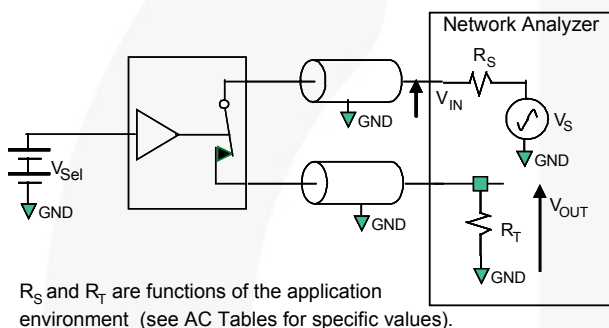 Network Analyzer
R_S
V_IN
V_S
GND
GND
V_Sel
GND
GND
V_OUT
R_T
GND
R_S and R_T are functions of the application
environment (see AC Tables for specific values).